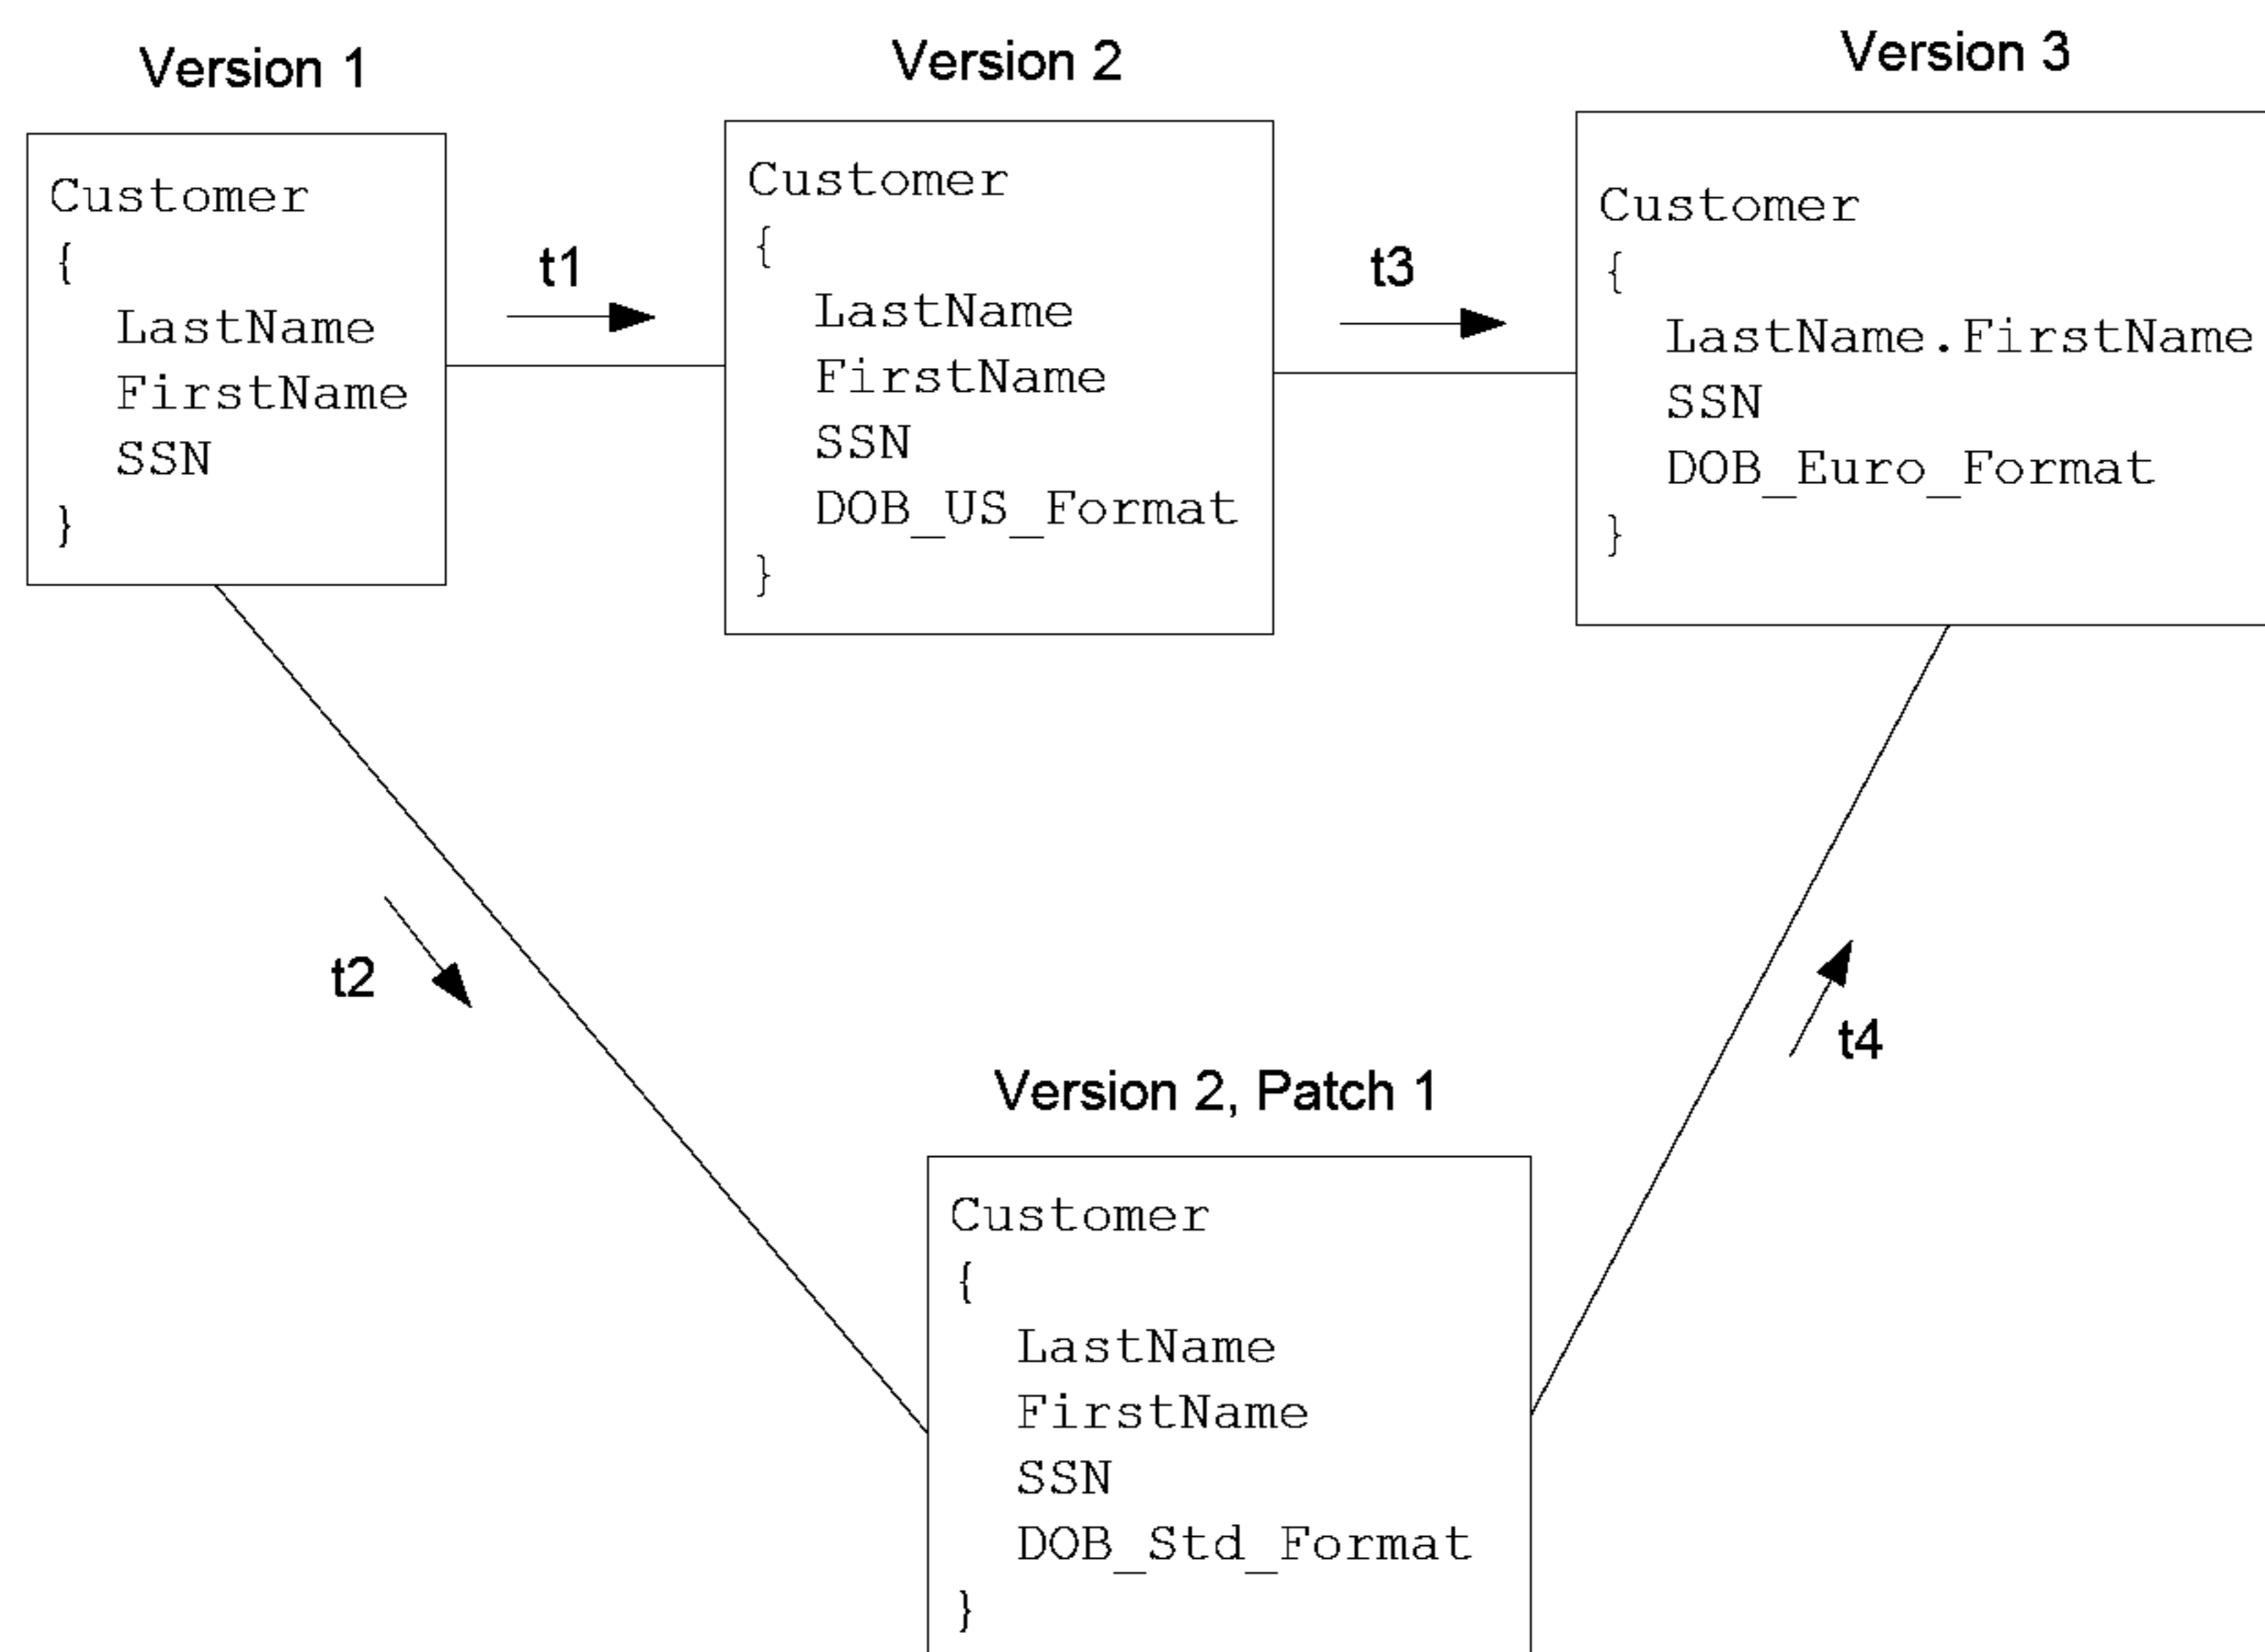 Version 1
Customer
{
LastName
FirstName
SSN
}
t1
Version 2
Customer
{
LastName
FirstName
SSN
DOB_US_Format
}
t3
Version 3
Customer
{
LastName.FirstName
SSN
DOB_Euro_Format
}
t2
t4
Version 2, Patch 1
Customer
{
LastName
FirstName
SSN
DOB_Std_Format
}